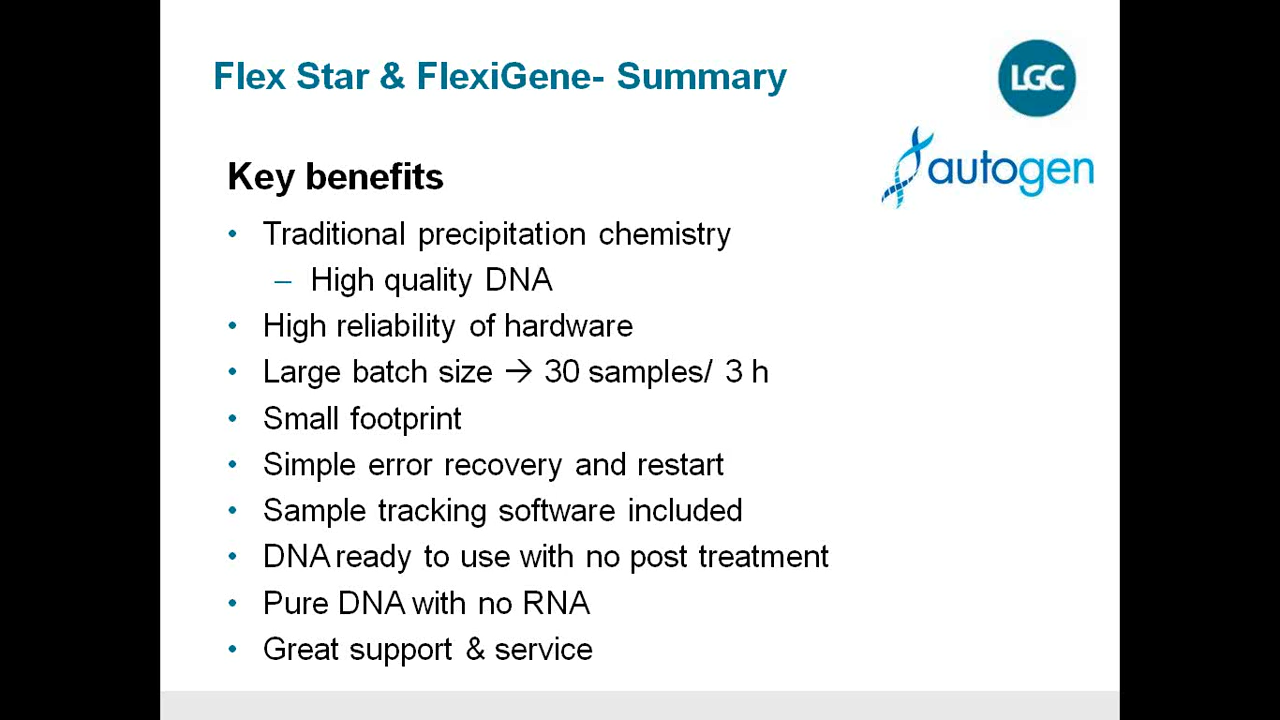 Flex Star & FlexiGene- Summary
LGC
autogen
Key benefits
• Traditional precipitation chemistry
– High quality DNA
• High reliability of hardware
• Large batch size → 30 samples/ 3 h
• Small footprint
• Simple error recovery and restart
• Sample tracking software included
• DNA ready to use with no post treatment
• Pure DNA with no RNA
• Great support & service